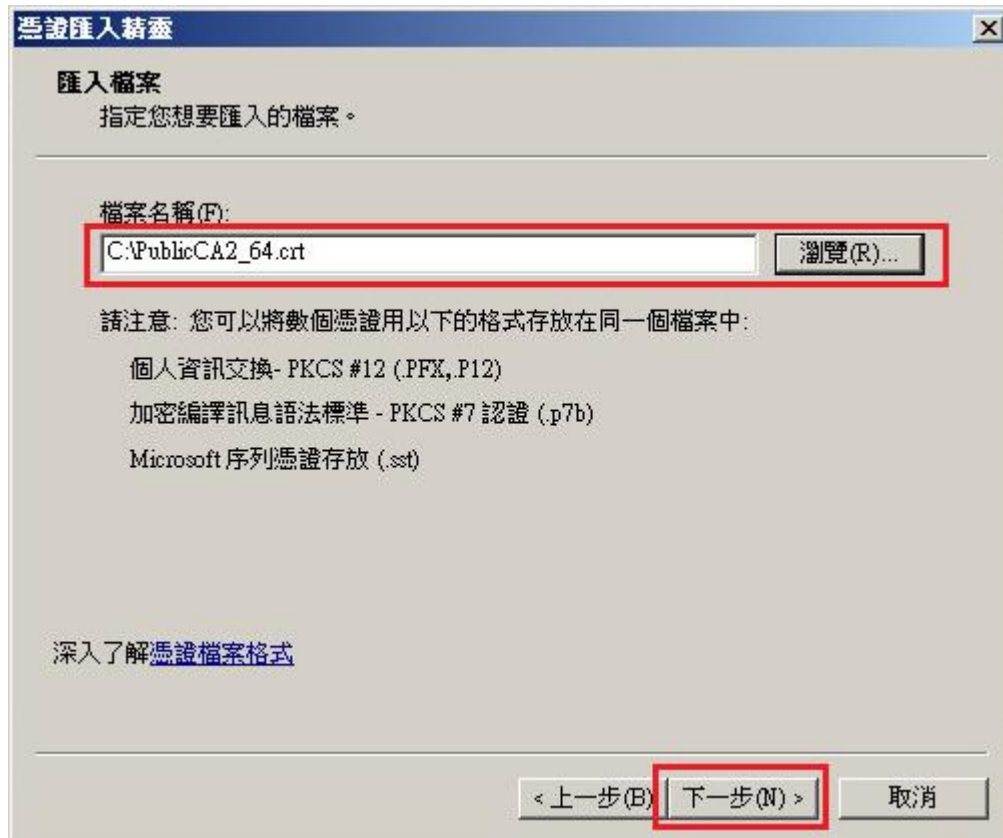 憑證匯入精靈
匯入檔案
指定您想要匯入的檔案。
檔案名稱(F):
C:\PublicCA2_64.crt 瀏覽(R)...
請注意: 您可以將數個憑證用以下的格式存放在同一個檔案中:
個人資訊交換- PKCS #12 (.PFX,.P12)
加密編譯訊息語法標準 - PKCS #7 認證 (.p7b)
Microsoft 序列憑證存放 (.sst)
深入了解憑證檔案格式
< 上一步(B) 下一步(N) > 取消